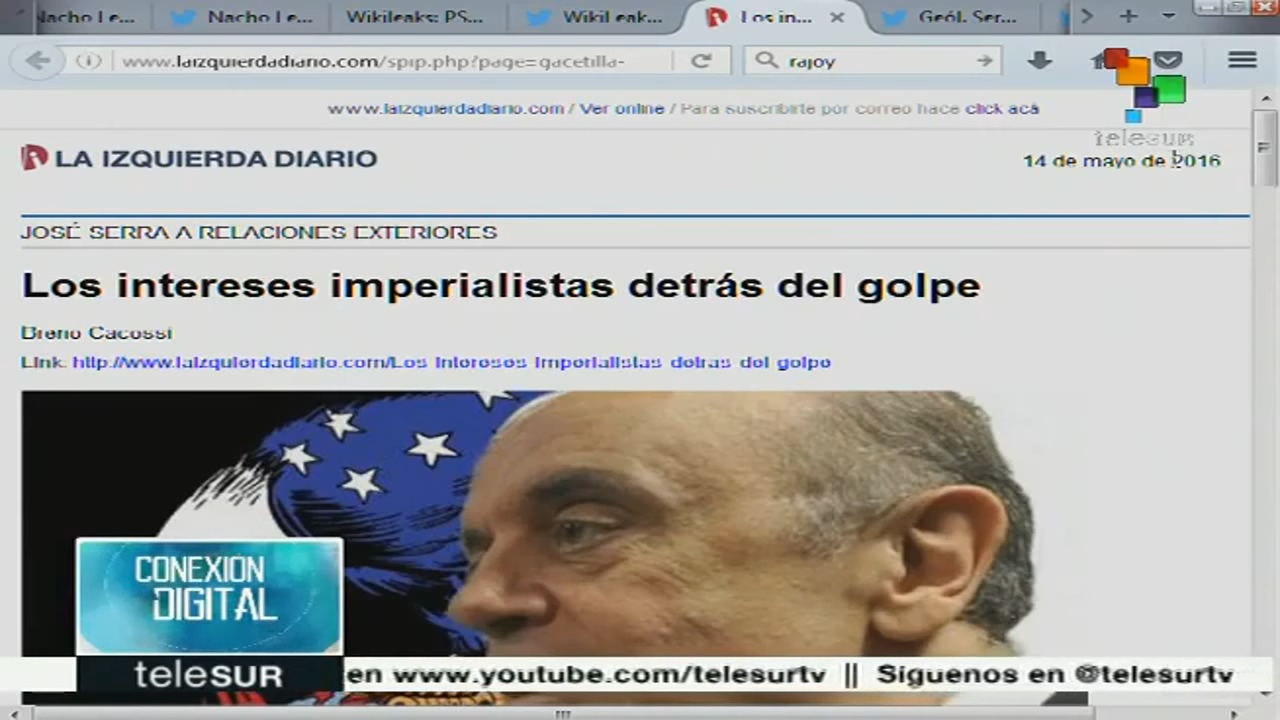 Nacho Le...
Nacho Le...
Wikileaks: PS...
WikiLeak...
Los in...
Geól. Ser...
www.laizquierdadiario.com/spip.php?page=gacetilla-
rajoy
www.laizquierdadiario.com / Ver online / Para suscribirte por correo hace click acá
telesur
LA IZQUIERDA DIARIO
14 de mayo de 2016
JOSÉ SERRA A RELACIONES EXTERIORES
Los intereses imperialistas detrás del golpe
Breno Cacossi
Link: http://www.laizquierdadiario.com/Los intereses imperialistas detras del golpe
CONEXIÓN
DIGITAL
teleSUR
en www.youtube.com/telesurtv || Síguenos en @telesurtv